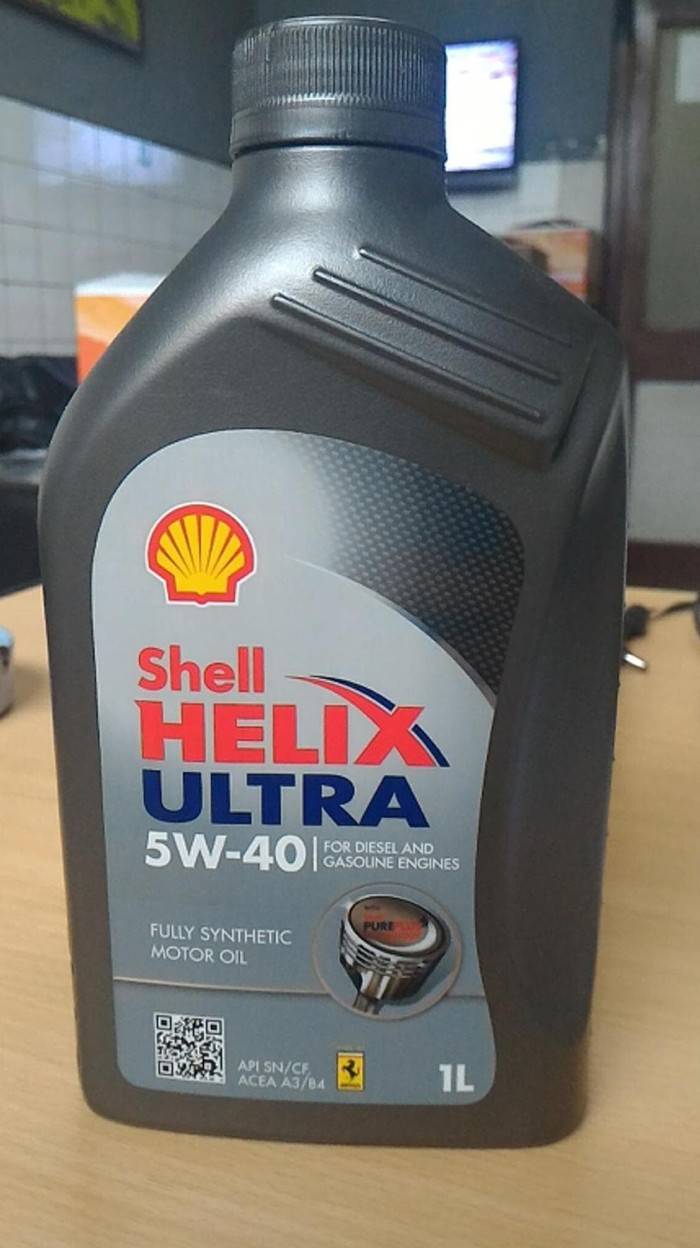 Shell
HELIX
ULTRA
5W-40
FOR DIESEL AND
GASOLINE ENGINES
FULLY SYNTHETIC
MOTOR OIL
PUREPLUS
API SN/CF
ACEA A3/B4
1L